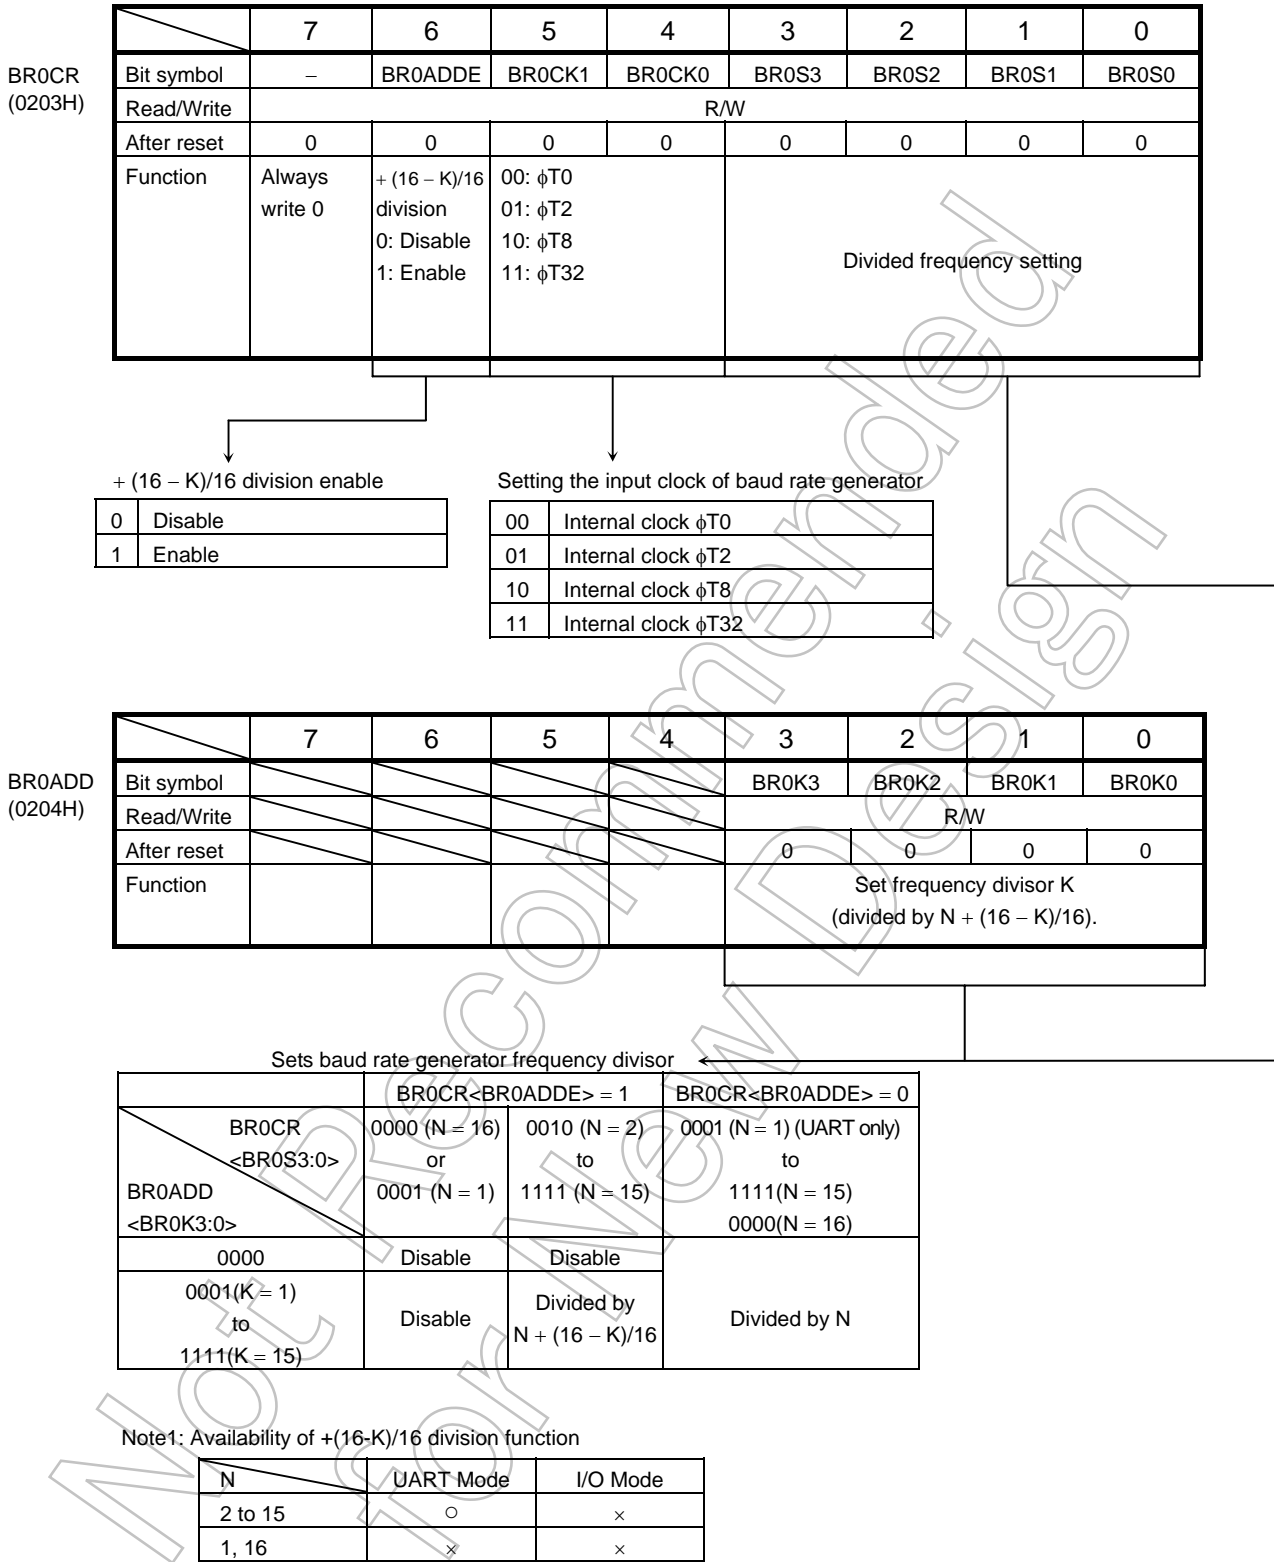 7 6 5 4 3 2 1 0
BR0CR
(0203H)
Bit symbol − BR0ADDE BR0CK1 BR0CK0 BR0S3 BR0S2 BR0S1 BR0S0
Read/Write R/W
After reset 0 0 0 0 0 0 0 0
Function Always + (16 − K)/16 00: ϕT0
write 0 division 01: ϕT2
0: Disable 10: ϕT8
Divided frequency setting
1: Enable 11: ϕT32
+ (16 − K)/16 division enable
0 Disable
1 Enable
Setting the input clock of baud rate generator
00 Internal clock ϕT0
01 Internal clock ϕT2
10 Internal clock ϕT8
11 Internal clock ϕT32
7 6 5 4 3 2 1 0
BR0ADD
(0204H)
Bit symbol BR0K3 BR0K2 BR0K1 BR0K0
Read/Write R/W
After reset 0 0 0 0
Function Set frequency divisor K
(divided by N + (16 − K)/16).
Sets baud rate generator frequency divisor
BR0CR<BR0ADDE> = 1 BR0CR<BR0ADDE> = 0
BR0CR 0000 (N = 16) 0010 (N = 2) 0001 (N = 1) (UART only)
<BR0S3:0> or to to
BR0ADD 0001 (N = 1) 1111 (N = 15) 1111(N = 15)
<BR0K3:0> 0000(N = 16)
0000 Disable Disable
0001(K = 1)
to
1111(K = 15)
Disable
Divided by
N + (16 − K)/16
Divided by N
Note1: Availability of +(16-K)/16 division function
N UART Mode I/O Mode
2 to 15 ○ ×
1, 16 × ×
Not Recommended
for New Design